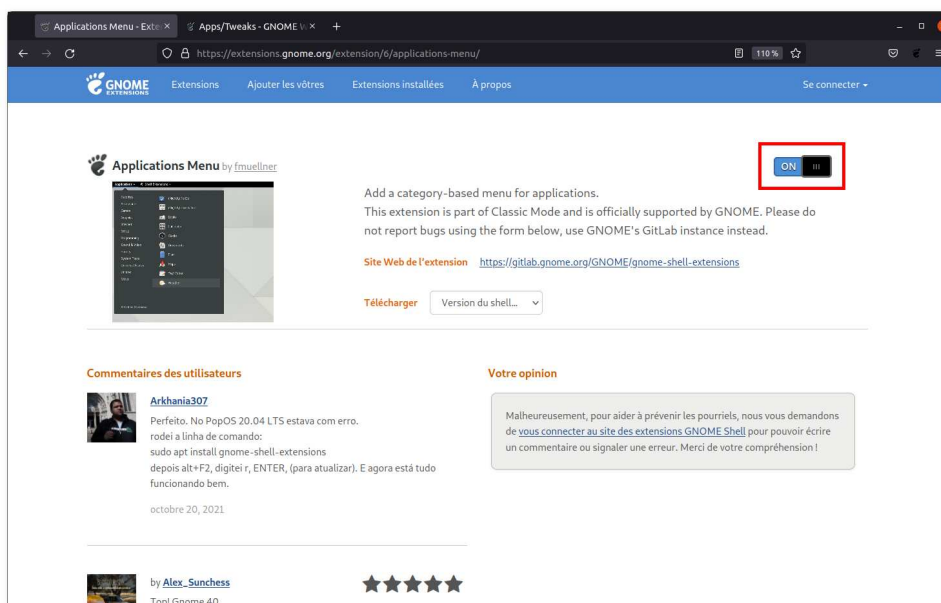 Applications Menu - Exte
Apps/Tweaks - GNOME W
https://extensions.gnome.org/extension/6/applications-menu/
110 %
GNOME
EXTENSIONS
Extensions
Ajouter les vôtres
Extensions installées
À propos
Se connecter
Applications Menu by fmuellner
ON
Add a category-based menu for applications.
This extension is part of Classic Mode and is officially supported by GNOME. Please do
not report bugs using the form below, use GNOME's GitLab instance instead.
Site Web de l'extension https://gitlab.gnome.org/GNOME/gnome-shell-extensions
Télécharger Version du shell...
Commentaires des utilisateurs
Arkhania307
Perfeito. No PopOS 20.04 LTS estava com erro.
rodei a linha de comando:
sudo apt install gnome-shell-extensions
depois alt+F2, digitei r, ENTER, (para atualizar). E agora está tudo
funcionando bem.
octobre 20, 2021
by Alex_Sunchess
Top! Gnome 40
Votre opinion
Malheureusement, pour aider à prévenir les pourriels, nous vous demandons
de vous connecter au site des extensions GNOME Shell pour pouvoir écrire
un commentaire ou signaler une erreur. Merci de votre compréhension !